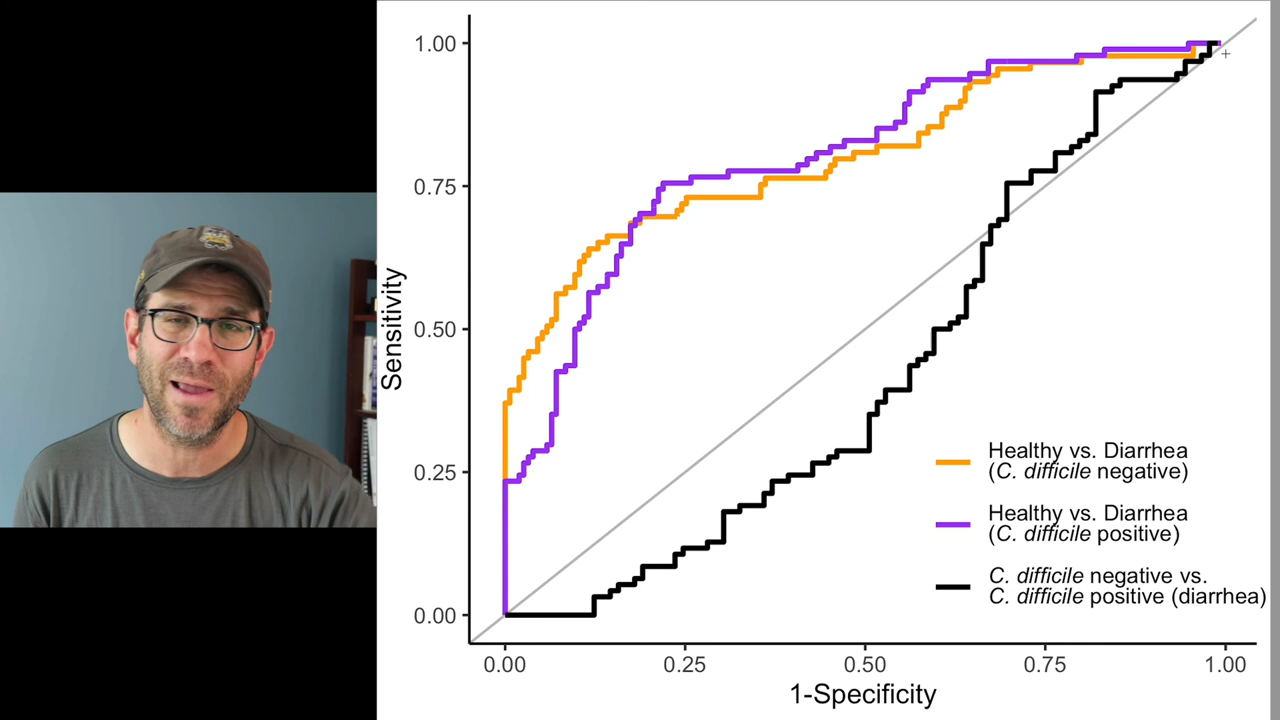 1.00
0.75
0.50
0.25
0.00
Sensitivity
0.00 0.25 0.50 0.75 1.00
1-Specificity
Healthy vs. Diarrhea
(C. difficile negative)
Healthy vs. Diarrhea
(C. difficile positive)
C. difficile negative vs.
C. difficile positive (diarrhea)